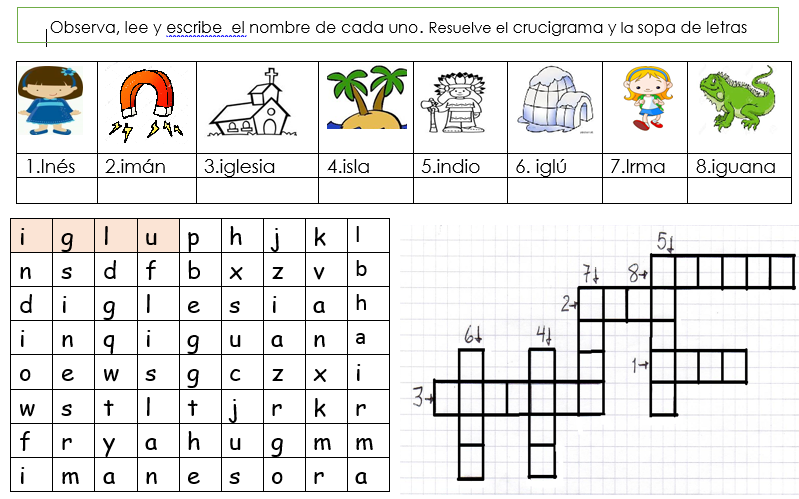 Observa, lee y escribe el nombre de cada uno. Resuelve el crucigrama y la sopa de letras
1.Inés 2.imán 3.iglesia 4.isla 5.indio 6. iglú 7.Irma 8.iguana
i g l u p h j k l
n s d f b x z v b
d i g l e s i a h
i n q i g u a n a
o e w s g c z x i
w s t l t j r k r
f r y a h u g m m
i m a n e s o r a
5↓
7↓ 8→
2→
6↓ 4↓
1→
3→